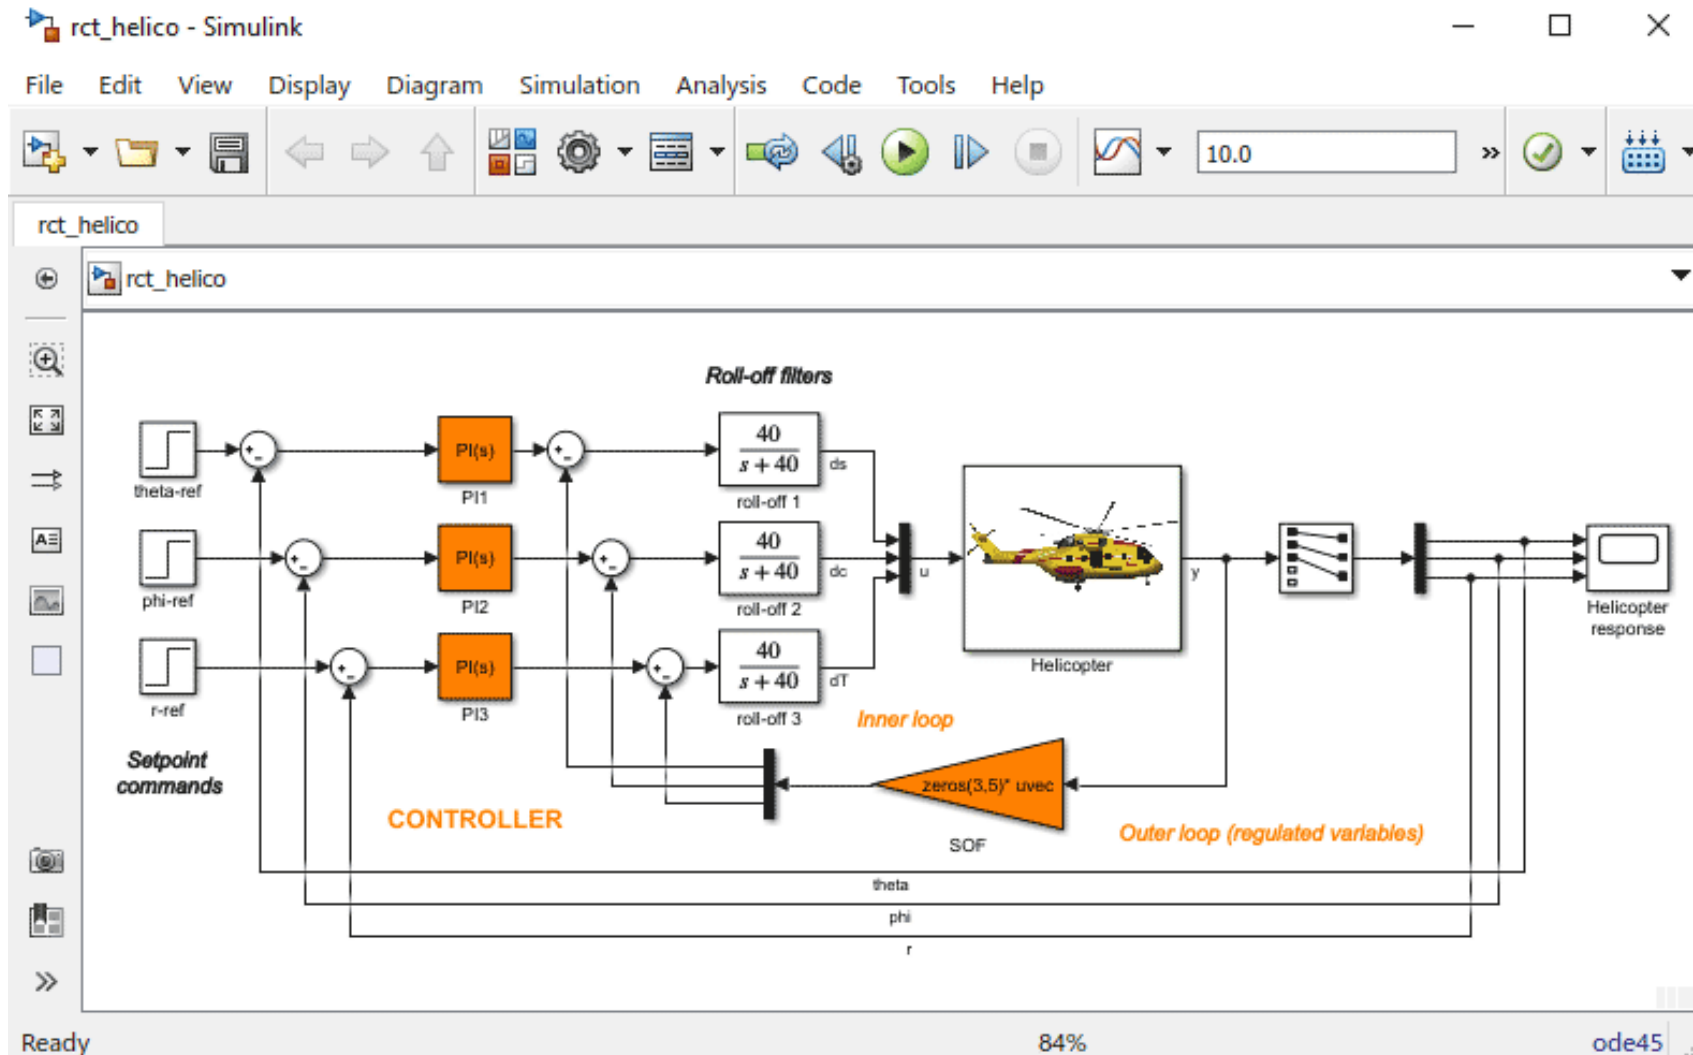 rct_helico - Simulink
File Edit View Display Diagram Simulation Analysis Code Tools Help
10.0
rct_helico
rct_helico
Roll-off filters
theta-ref
+
-
PI(s)
PI1
+
-
40
s + 40
ds
roll-off 1
phi-ref
+
-
PI(s)
PI2
+
-
40
s + 40
dc
roll-off 2
u
Helicopter
y
Helicopter
response
r-ref
+
-
PI(s)
PI3
+
-
40
s + 40
dT
roll-off 3
Inner loop
Setpoint
commands
CONTROLLER
zeros(3,5)* uvec
SOF
Outer loop (regulated variables)
theta
phi
r
Ready 84% ode45